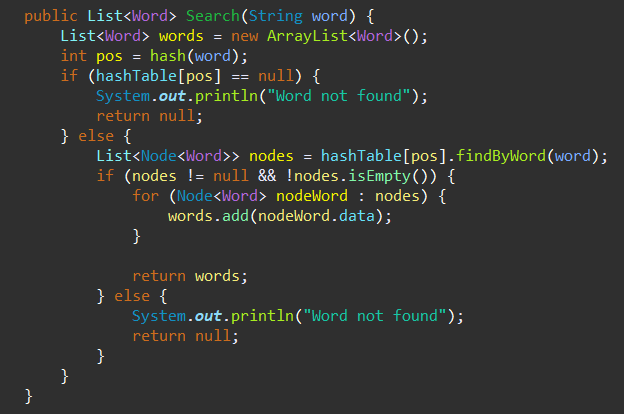 public List<Word> Search(String word) {
    List<Word> words = new ArrayList<Word>();
    int pos = hash(word);
    if (hashTable[pos] == null) {
        System.out.println("Word not found");
        return null;
    } else {
        List<Node<Word>> nodes = hashTable[pos].findByWord(word);
        if (nodes != null && !nodes.isEmpty()) {
            for (Node<Word> nodeWord : nodes) {
                words.add(nodeWord.data);
            }

            return words;
        } else {
            System.out.println("Word not found");
            return null;
        }
    }
}